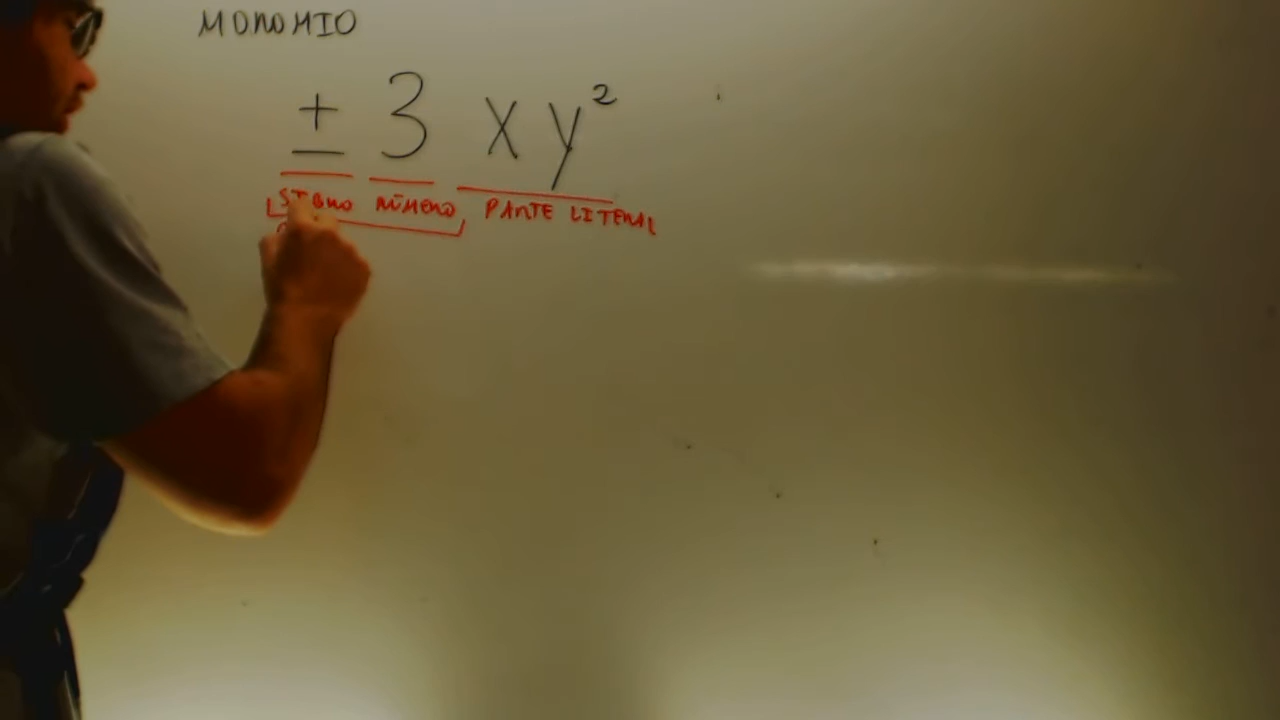 MONOMIO
± 3 x y²
SIGNO NÚMERO PARTE LITERAL